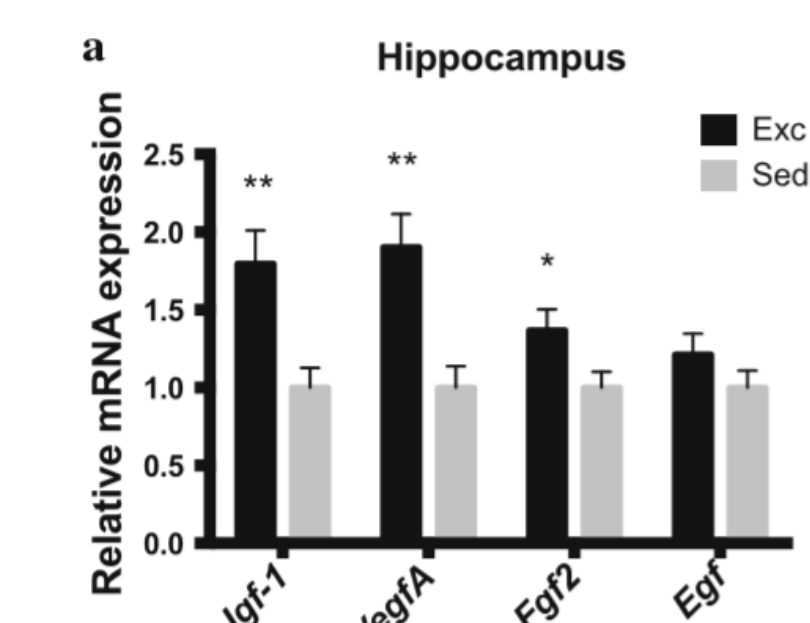 a
Hippocampus
Relative mRNA expression
Exc
Sed
2.5
**
**
2.0
*
1.5
1.0
0.5
0.0
Igf-1
VegfA
Fgf2
Egf